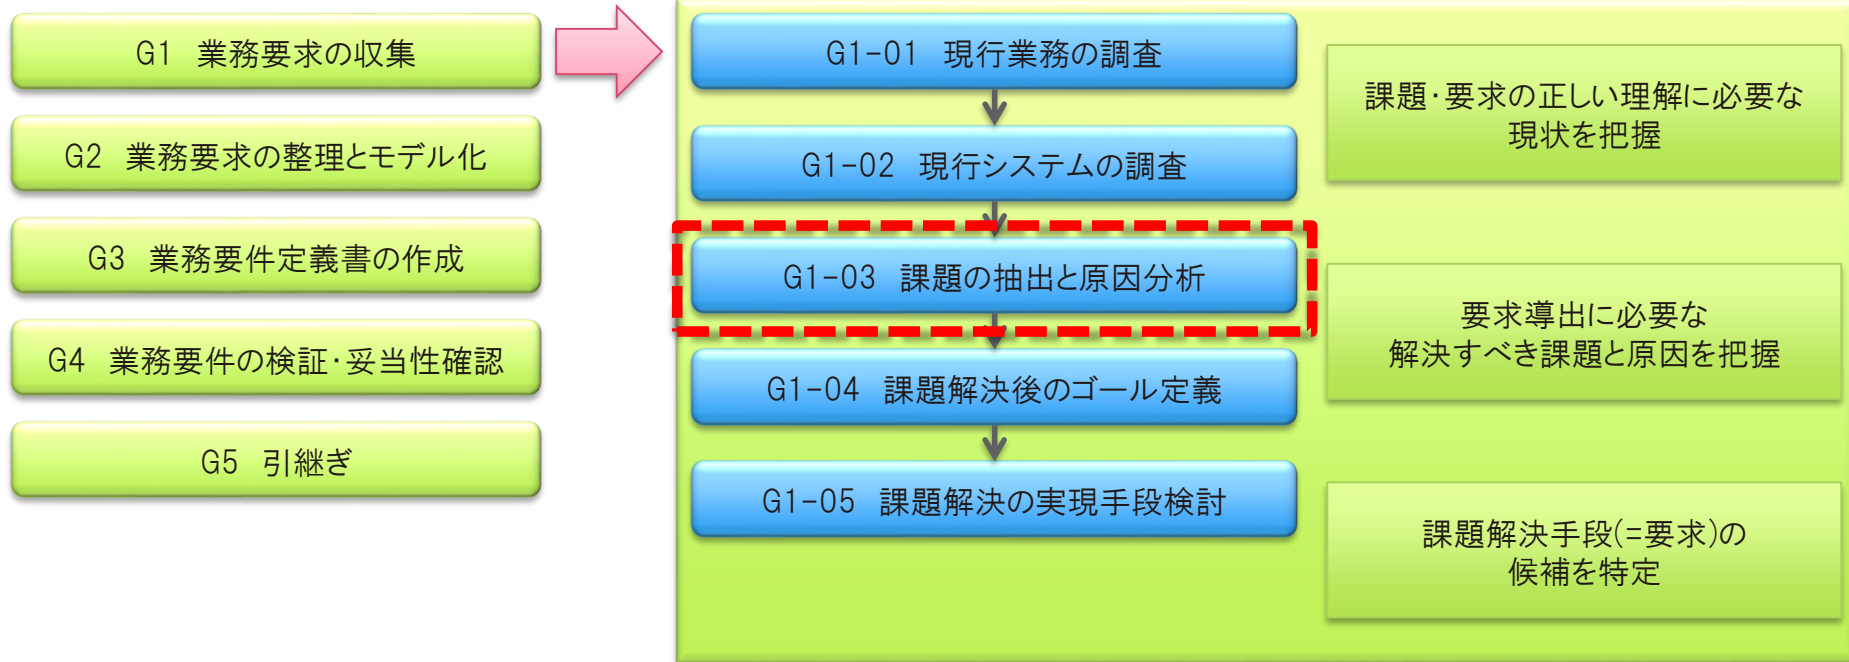 G1 業務要求の収集
G2 業務要求の整理とモデル化
G3 業務要件定義書の作成
G4 業務要件の検証・妥当性確認
G5 引継ぎ
G1-01 現行業務の調査
G1-02 現行システムの調査
G1-03 課題の抽出と原因分析
G1-04 課題解決後のゴール定義
G1-05 課題解決の実現手段検討
課題・要求の正しい理解に必要な
現状を把握
要求導出に必要な
解決すべき課題と原因を把握
課題解決手段(=要求)の
候補を特定